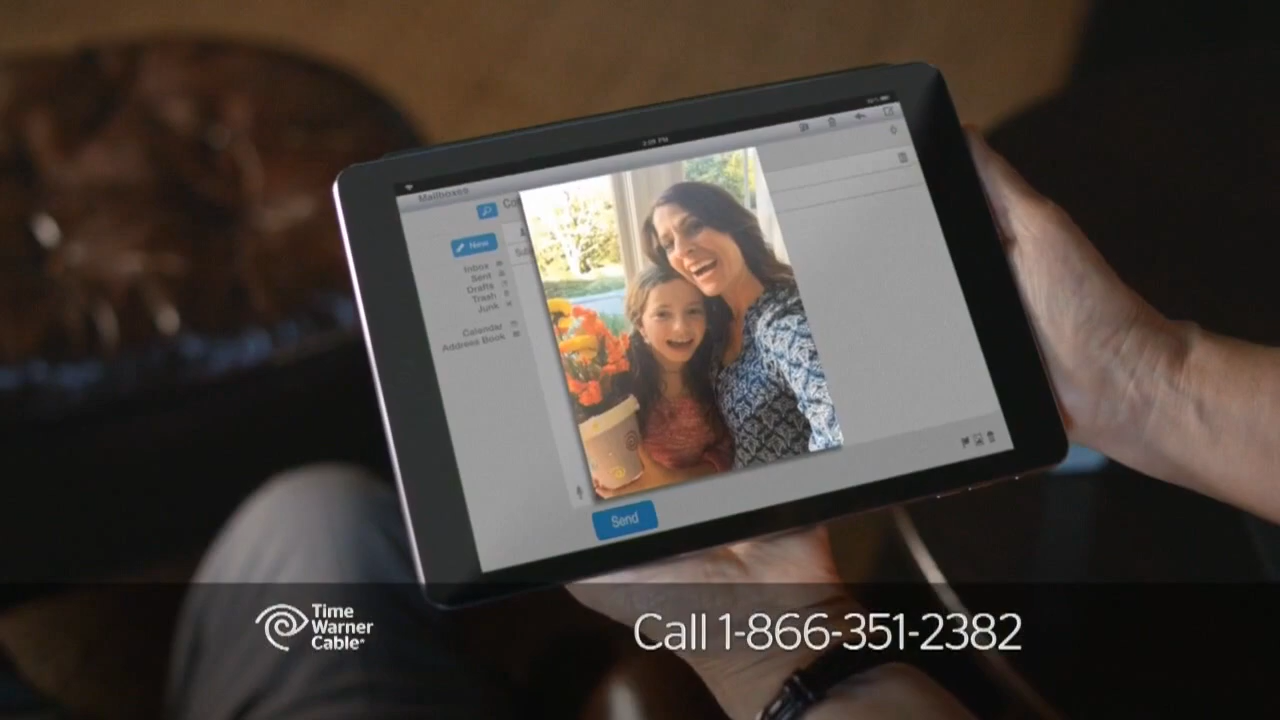 Mailboxes
New
Inbox
Sent
Drafts
Trash
Junk
Calendar
Address Book
Send
Time
Warner
Cable
Call 1-866-351-2382